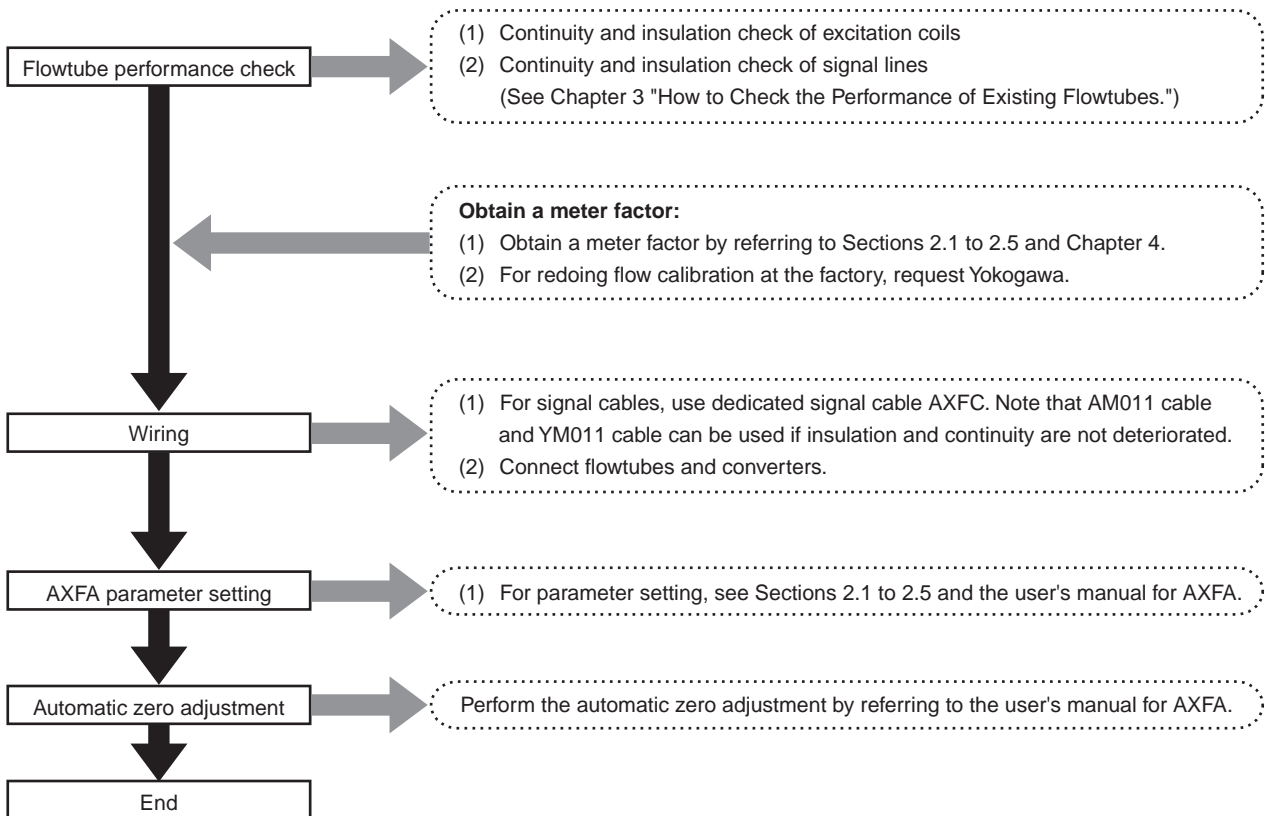 Flowtube performance check
(1) Continuity and insulation check of excitation coils
(2) Continuity and insulation check of signal lines
(See Chapter 3 "How to Check the Performance of Existing Flowtubes.")
Obtain a meter factor:
(1) Obtain a meter factor by referring to Sections 2.1 to 2.5 and Chapter 4.
(2) For redoing flow calibration at the factory, request Yokogawa.
Wiring
(1) For signal cables, use dedicated signal cable AXFC. Note that AM011 cable
and YM011 cable can be used if insulation and continuity are not deteriorated.
(2) Connect flowtubes and converters.
AXFA parameter setting
(1) For parameter setting, see Sections 2.1 to 2.5 and the user's manual for AXFA.
Automatic zero adjustment
Perform the automatic zero adjustment by referring to the user's manual for AXFA.
End